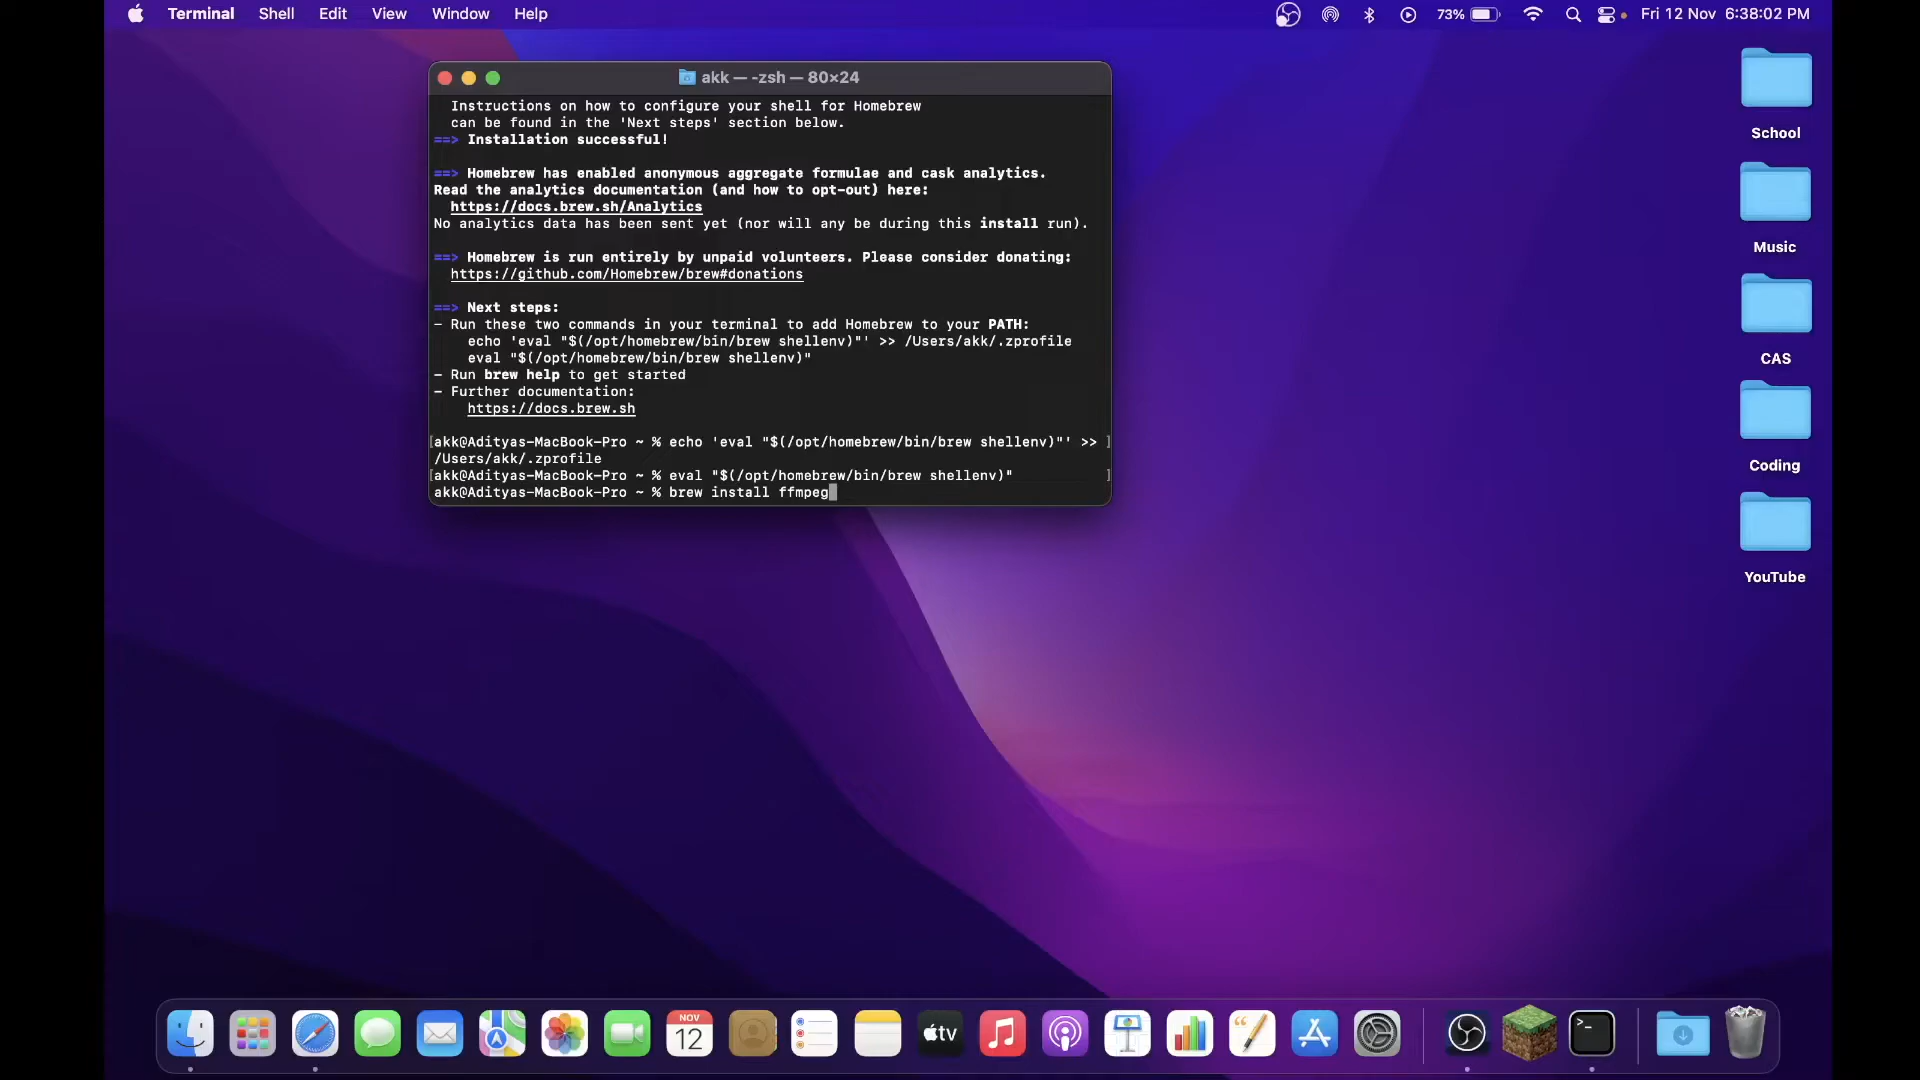 Terminal Shell Edit View Window Help 73% Fri 12 Nov 6:38:02 PM
akk — -zsh — 80×24
Instructions on how to configure your shell for Homebrew
can be found in the 'Next steps' section below.
==> Installation successful!
==> Homebrew has enabled anonymous aggregate formulae and cask analytics.
Read the analytics documentation (and how to opt-out) here:
https://docs.brew.sh/Analytics
No analytics data has been sent yet (nor will any be during this install run).
==> Homebrew is run entirely by unpaid volunteers. Please consider donating:
https://github.com/Homebrew/brew#donations
==> Next steps:
- Run these two commands in your terminal to add Homebrew to your PATH:
echo 'eval "$(/opt/homebrew/bin/brew shellenv)"' >> /Users/akk/.zprofile
eval "$(/opt/homebrew/bin/brew shellenv)"
- Run brew help to get started
- Further documentation:
https://docs.brew.sh
[akk@Adityas-MacBook-Pro ~ % echo 'eval "$(/opt/homebrew/bin/brew shellenv)"' >> ]
/Users/akk/.zprofile
[akk@Adityas-MacBook-Pro ~ % eval "$(/opt/homebrew/bin/brew shellenv)" ]
akk@Adityas-MacBook-Pro ~ % brew install ffmpeg
School
Music
CAS
Coding
YouTube
NOV
12
tv
>_